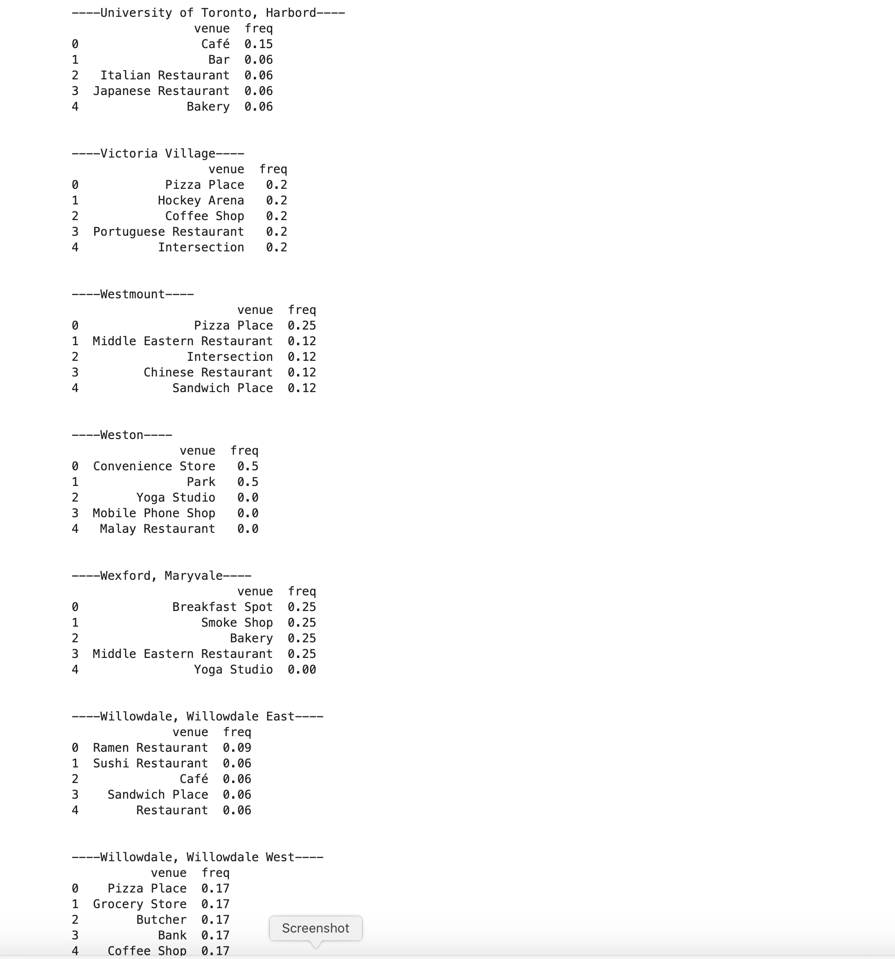 ----University of Toronto, Harbord----
venue freq
0 Café 0.15
1 Bar 0.06
2 Italian Restaurant 0.06
3 Japanese Restaurant 0.06
4 Bakery 0.06
----Victoria Village----
venue freq
0 Pizza Place 0.2
1 Hockey Arena 0.2
2 Coffee Shop 0.2
3 Portuguese Restaurant 0.2
4 Intersection 0.2
----Westmount----
venue freq
0 Pizza Place 0.25
1 Middle Eastern Restaurant 0.12
2 Intersection 0.12
3 Chinese Restaurant 0.12
4 Sandwich Place 0.12
----Weston----
venue freq
0 Convenience Store 0.5
1 Park 0.5
2 Yoga Studio 0.0
3 Mobile Phone Shop 0.0
4 Malay Restaurant 0.0
----Wexford, Maryvale----
venue freq
0 Breakfast Spot 0.25
1 Smoke Shop 0.25
2 Bakery 0.25
3 Middle Eastern Restaurant 0.25
4 Yoga Studio 0.00
----Willowdale, Willowdale East----
venue freq
0 Ramen Restaurant 0.09
1 Sushi Restaurant 0.06
2 Café 0.06
3 Sandwich Place 0.06
4 Restaurant 0.06
----Willowdale, Willowdale West----
venue freq
0 Pizza Place 0.17
1 Grocery Store 0.17
2 Butcher 0.17
3 Bank 0.17
4 Coffee Shop 0.17
Screenshot